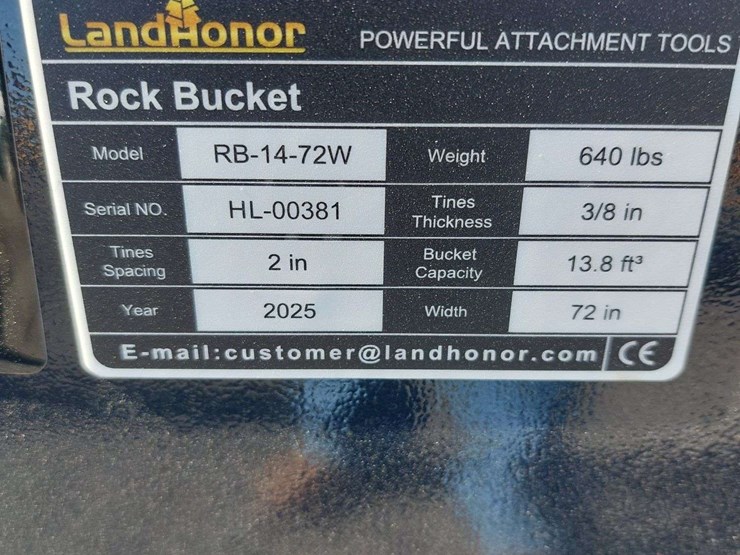 LandHonor POWERFUL ATTACHMENT TOOLS
Rock Bucket
Model RB-14-72W Weight 640 lbs
Serial NO. HL-00381 Tines Thickness 3/8 in
Tines Spacing 2 in Bucket Capacity 13.8 ft³
Year 2025 Width 72 in
E-mail:customer@landhonor.com CE